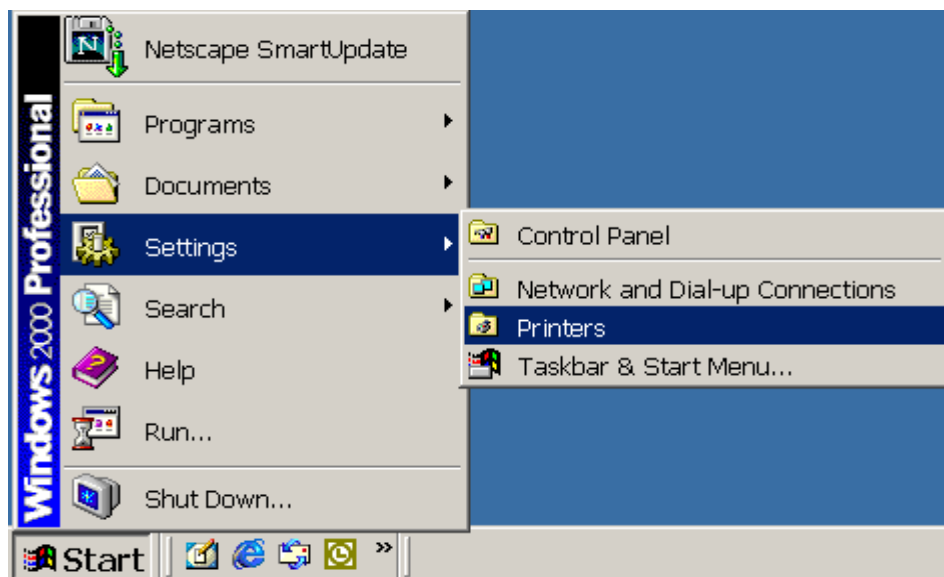 Netscape SmartUpdate
Programs
Documents
Settings
Search
Help
Run...
Shut Down...
Control Panel
Network and Dial-up Connections
Printers
Taskbar & Start Menu...
Windows 2000 Professional
Start
»